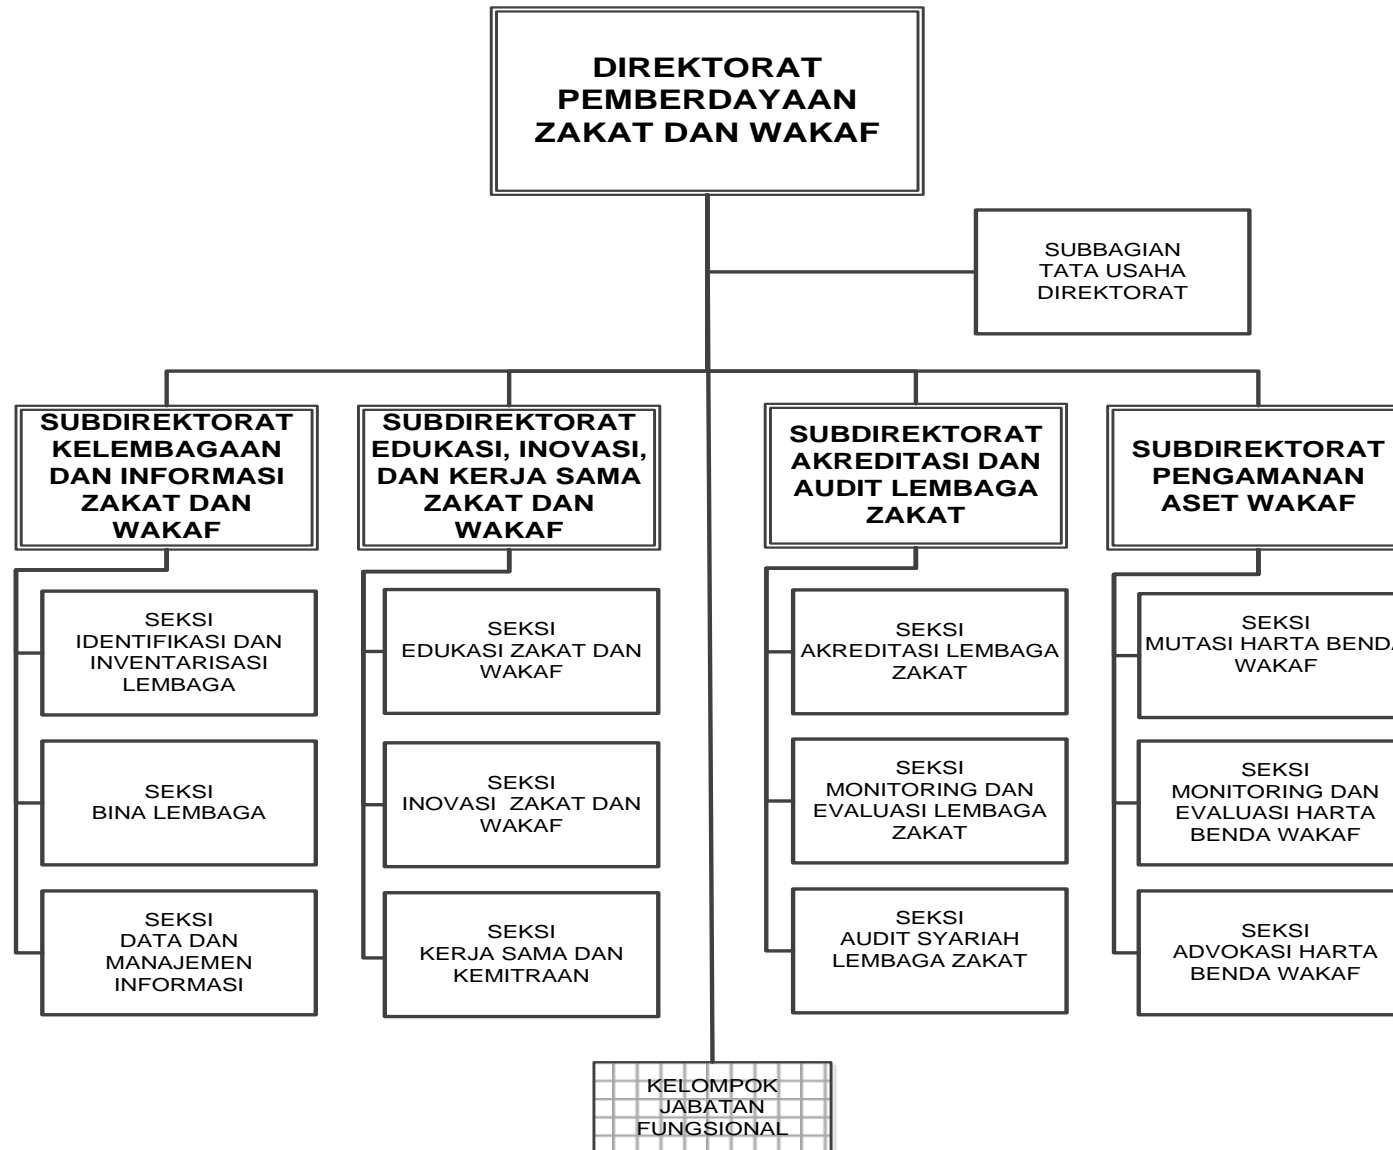 DIREKTORAT
PEMBERDAYAAN
ZAKAT DAN WAKAF
SUBBAGIAN
TATA USAHA
DIREKTORAT
SUBDIREKTORAT
KELEMBAGAAN
DAN INFORMASI
ZAKAT DAN
WAKAF
SUBDIREKTORAT
EDUKASI, INOVASI,
DAN KERJA SAMA
ZAKAT DAN
WAKAF
SUBDIREKTORAT
AKREDITASI DAN
AUDIT LEMBAGA
ZAKAT
SUBDIREKTORAT
PENGAMANAN
ASET WAKAF
SEKSI
IDENTIFIKASI DAN
INVENTARISASI
LEMBAGA
SEKSI
EDUKASI ZAKAT DAN
WAKAF
SEKSI
AKREDITASI LEMBAGA
ZAKAT
SEKSI
MUTASI HARTA BENDA
WAKAF
SEKSI
BINA LEMBAGA
SEKSI
INOVASI  ZAKAT DAN
WAKAF
SEKSI
MONITORING DAN
EVALUASI LEMBAGA
ZAKAT
SEKSI
MONITORING DAN
EVALUASI HARTA
BENDA WAKAF
SEKSI
DATA DAN
MANAJEMEN
INFORMASI
SEKSI
KERJA SAMA DAN
KEMITRAAN
SEKSI
AUDIT SYARIAH
LEMBAGA ZAKAT
SEKSI
ADVOKASI HARTA
BENDA WAKAF
KELOMPOK
JABATAN
FUNGSIONAL